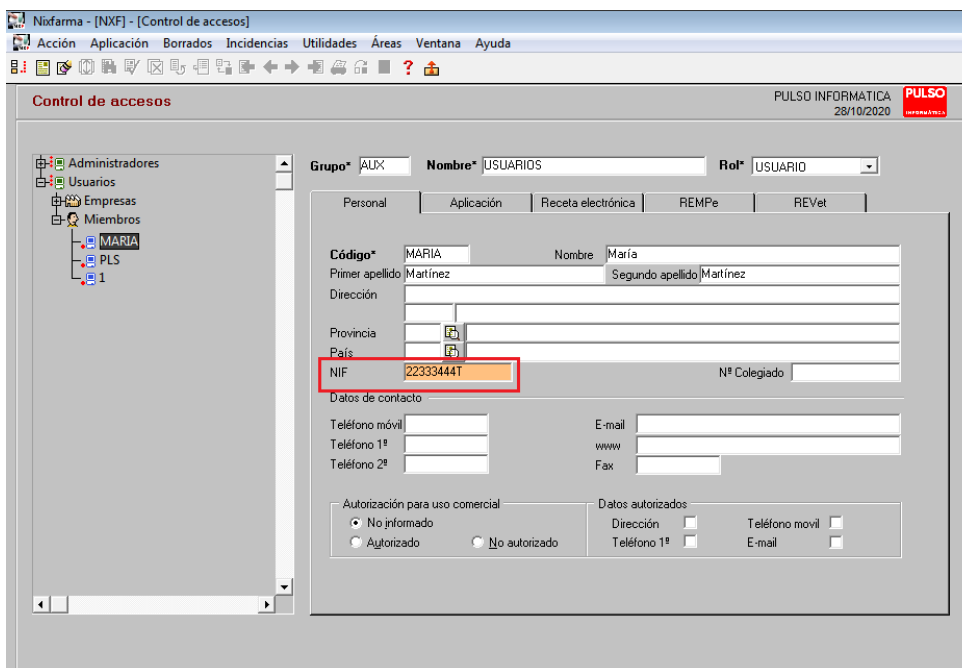 Nixfarma - [NXF] - [Control de accesos]
Acción Aplicación Borrados Incidencias Utilidades Áreas Ventana Ayuda
Control de accesos
PULSO INFORMATICA
28/10/2020
PULSO
INFORMÁTICA
Administradores
Usuarios
Empresas
Miembros
MARIA
PLS
1
Grupo* AUX Nombre* USUARIOS Rol* USUARIO
Personal Aplicación Receta electrónica REMPe REVet
Código* MARIA Nombre María
Primer apellido Martínez Segundo apellido Martínez
Dirección
Provincia
País
NIF 22333444T Nª Colegiado
Datos de contacto
Teléfono móvil E-mail
Teléfono 1º www
Teléfono 2º Fax
Autorización para uso comercial Datos autorizados
No informado Dirección Teléfono movil
Autorizado No autorizado Teléfono 1º E-mail